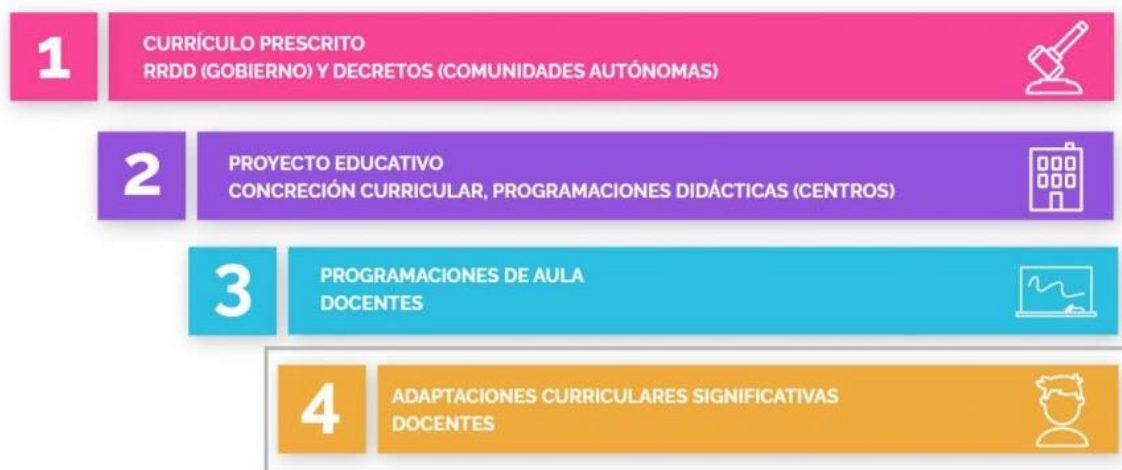 1
CURRÍCULO PRESCRITO
RRDD (GOBIERNO) Y DECRETOS (COMUNIDADES AUTÓNOMAS)
2
PROYECTO EDUCATIVO
CONCRECIÓN CURRICULAR, PROGRAMACIONES DIDÁCTICAS (CENTROS)
3
PROGRAMACIONES DE AULA
DOCENTES
4
ADAPTACIONES CURRICULARES SIGNIFICATIVAS
DOCENTES